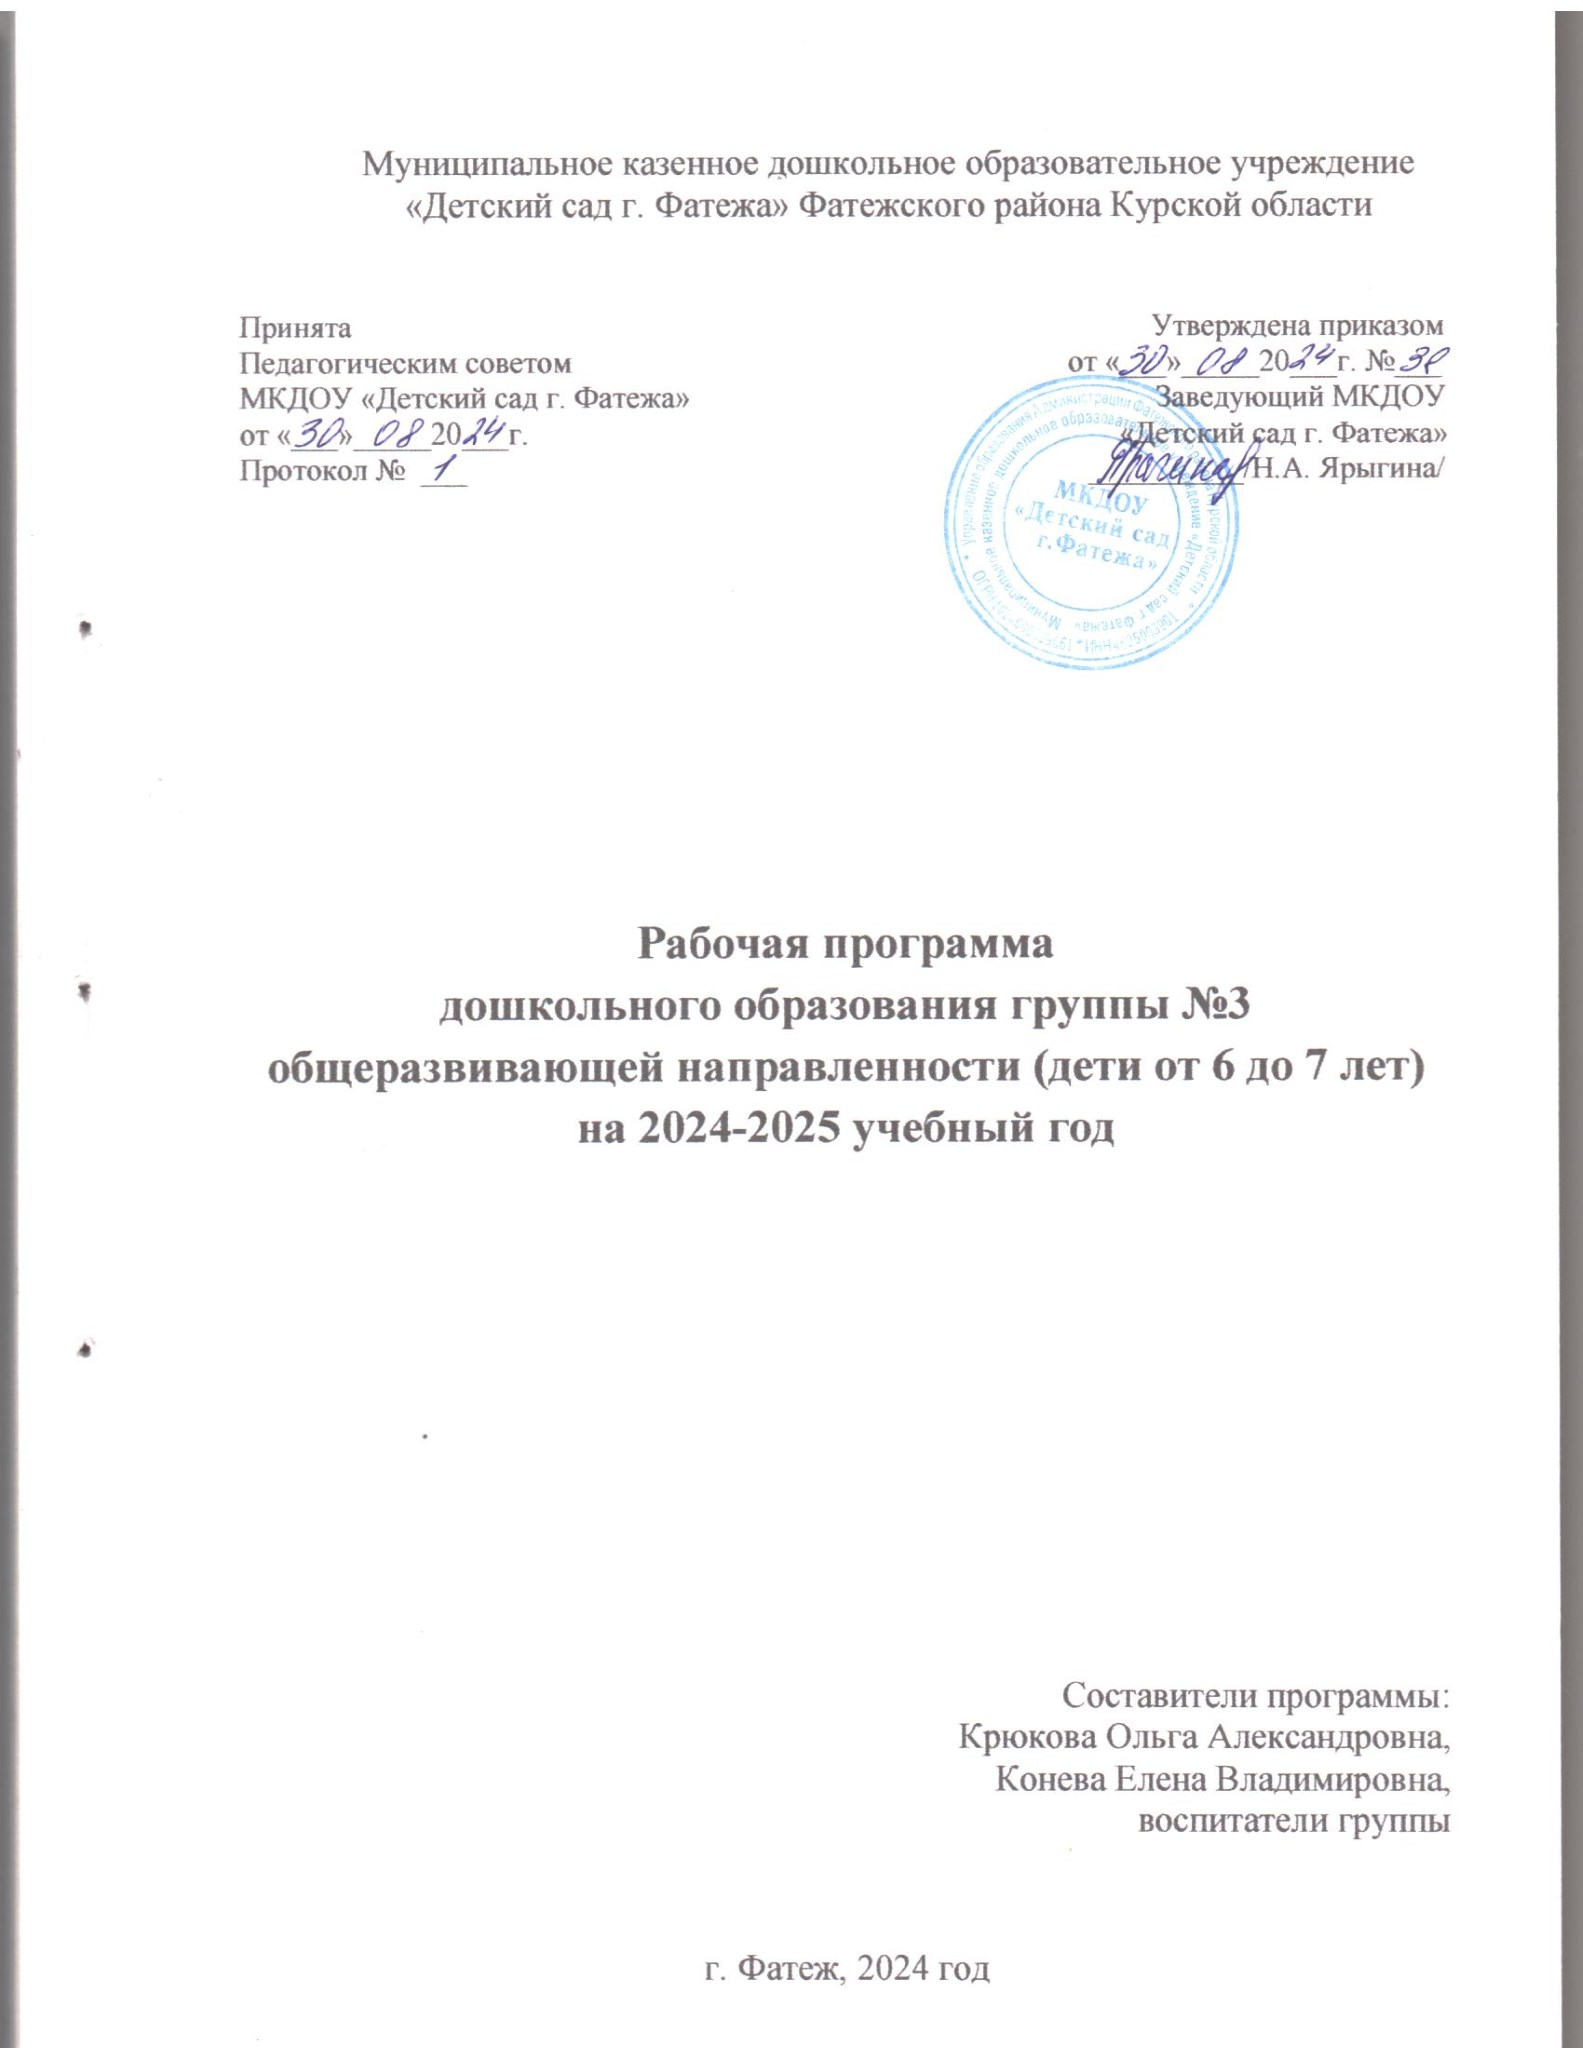 Муниципальное казенное дошкольное образовательное учреждение
«Детский сад г. Фатежа» Фатежского района Курской области
Принята
Педагогическим советом
МКДОУ «Детский сад г. Фатежа»
от «30» 08 2024 г.
Протокол № 1
Утверждена приказом
от «30» 08 2024 г. №
Заведующий МКДОУ
«Детский сад г. Фатежа»
/Н.А. Ярыгина/
МКДОУ
«Детский сад
г.Фатежа»
Рабочая программа
дошкольного образования группы №3
общеразвивающей направленности (дети от 6 до 7 лет)
на 2024-2025 учебный год
Составители программы:
Крюкова Ольга Александровна,
Конева Елена Владимировна,
воспитатели группы
г. Фатеж, 2024 год